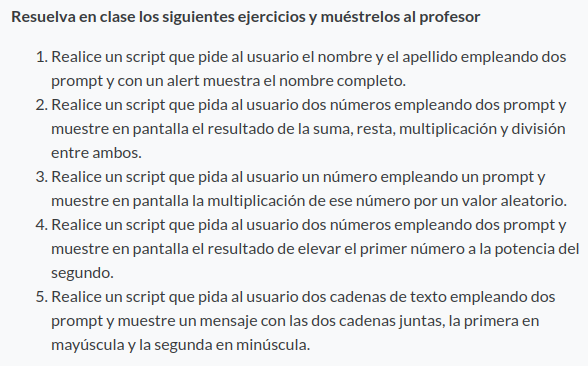 Resuelva en clase los siguientes ejercicios y muéstrelos al profesor
1. Realice un script que pide al usuario el nombre y el apellido empleando dos
prompt y con un alert muestra el nombre completo.
2. Realice un script que pida al usuario dos números empleando dos prompt y
muestre en pantalla el resultado de la suma, resta, multiplicación y división
entre ambos.
3. Realice un script que pida al usuario un número empleando un prompt y
muestre en pantalla la multiplicación de ese número por un valor aleatorio.
4. Realice un script que pida al usuario dos números empleando dos prompt y
muestre en pantalla el resultado de elevar el primer número a la potencia del
segundo.
5. Realice un script que pida al usuario dos cadenas de texto empleando dos
prompt y muestre un mensaje con las dos cadenas juntas, la primera en
mayúscula y la segunda en minúscula.